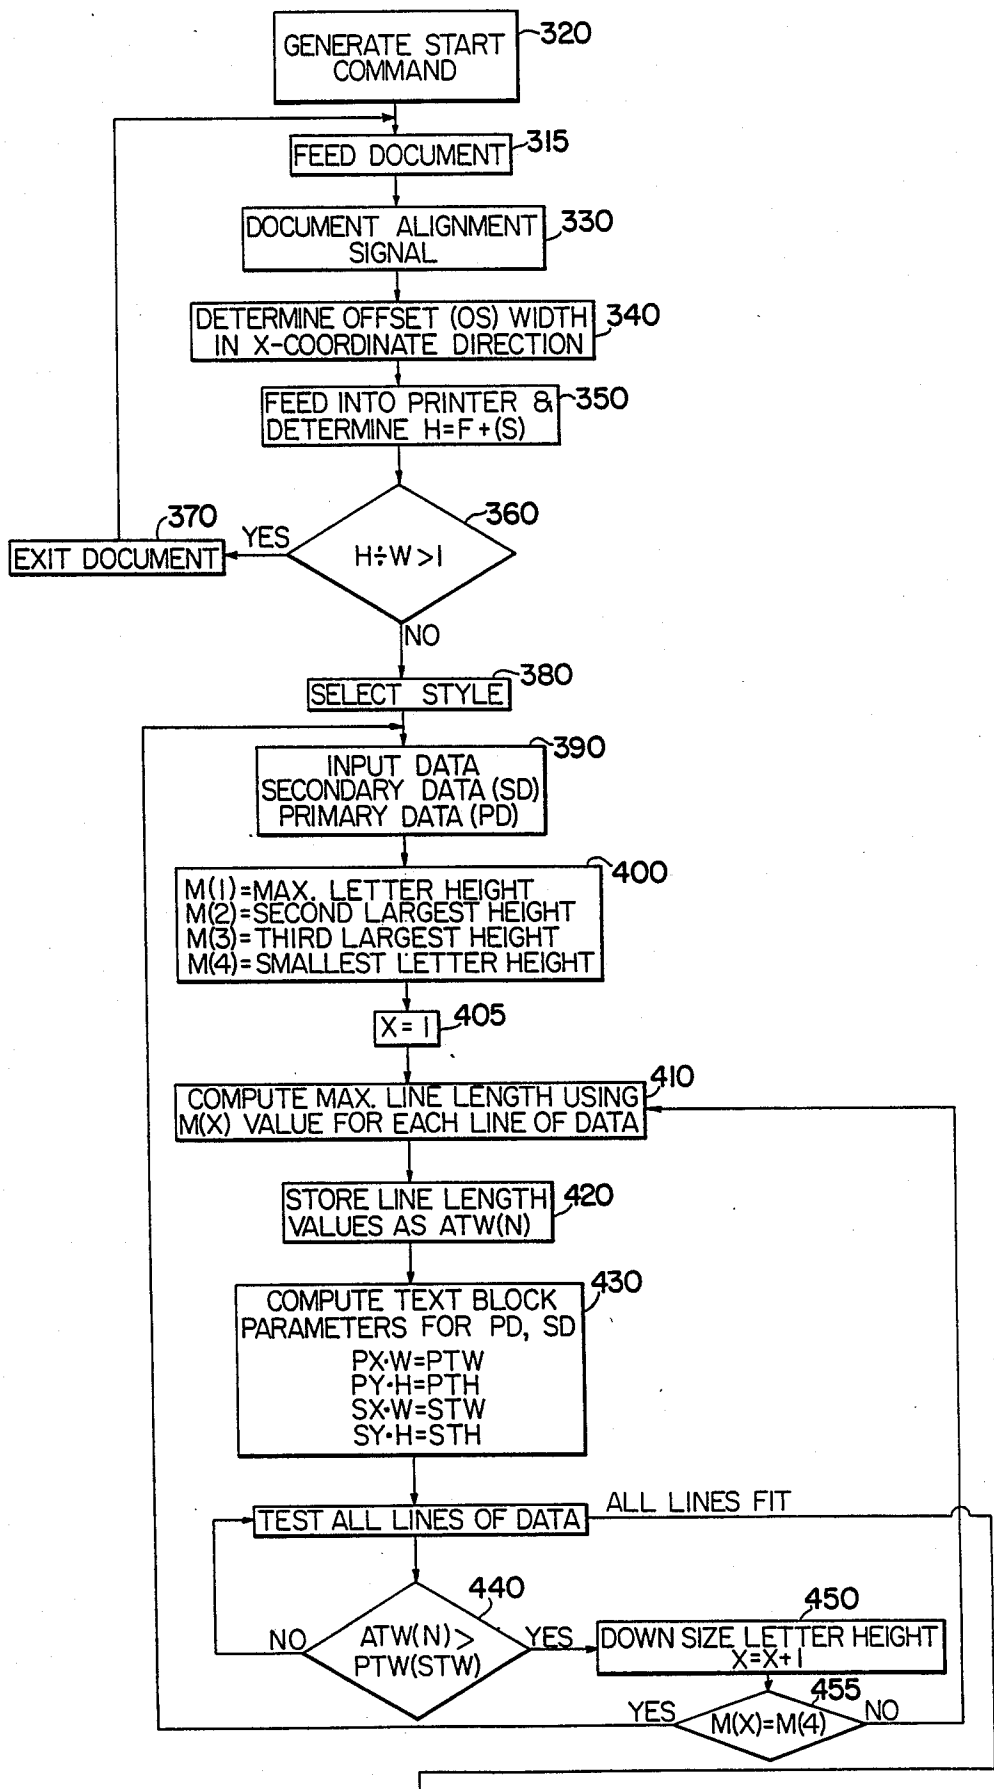 GENERATE START
COMMAND
320
FEED DOCUMENT
315
DOCUMENT ALIGNMENT
SIGNAL
330
DETERMINE OFFSET (OS) WIDTH
IN X-COORDINATE DIRECTION
340
FEED INTO PRINTER &
DETERMINE H=F+(S)
350
360
H÷W>1
YES
370
EXIT DOCUMENT
NO
380
SELECT STYLE
390
INPUT DATA
SECONDARY DATA (SD)
PRIMARY DATA (PD)
400
M(1)=MAX. LETTER HEIGHT
M(2)=SECOND LARGEST HEIGHT
M(3)=THIRD LARGEST HEIGHT
M(4)=SMALLEST LETTER HEIGHT
X=1
405
410
COMPUTE MAX. LINE LENGTH USING
M(X) VALUE FOR EACH LINE OF DATA
STORE LINE LENGTH
VALUES AS ATW(N)
420
430
COMPUTE TEXT BLOCK
PARAMETERS FOR PD, SD
PX·W=PTW
PY·H=PTH
SX·W=STW
SY·H=STH
TEST ALL LINES OF DATA
ALL LINES FIT
440
ATW(N)>
PTW(STW)
NO
YES
450
DOWN SIZE LETTER HEIGHT
X=X+1
455
M(X)=M(4)
YES
NO